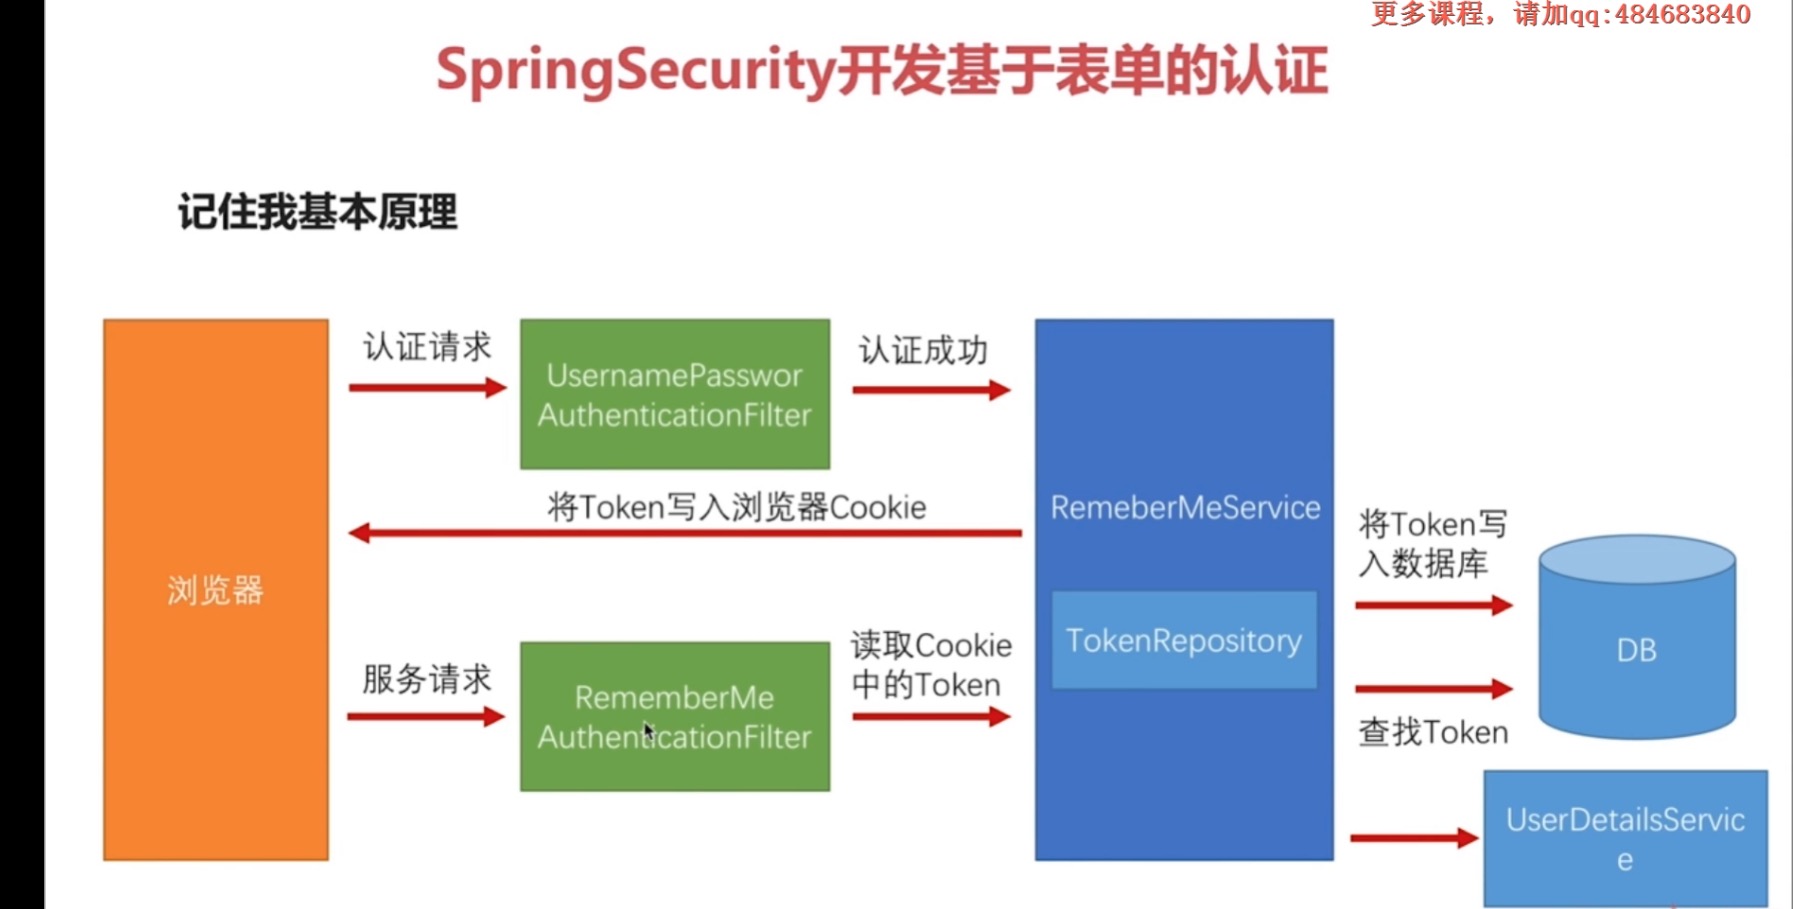 更多课程，请加qq:484683840
SpringSecurity开发基于表单的认证
记住我基本原理
认证请求
UsernamePasswor
AuthenticationFilter
认证成功
将Token写入浏览器Cookie
RemeberMeService
将Token写
入数据库
浏览器
TokenRepository
DB
服务请求
RememberMe
AuthenticationFilter
读取Cookie
中的Token
查找Token
UserDetailsServic
e